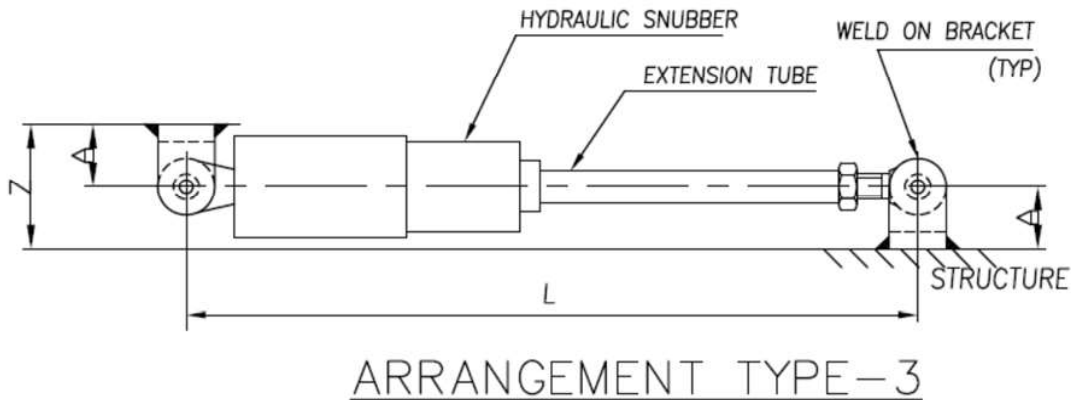 HYDRAULIC SNUBBER
WELD ON BRACKET
(TYP)
EXTENSION TUBE
A
Z
A
STRUCTURE
L
ARRANGEMENT TYPE-3